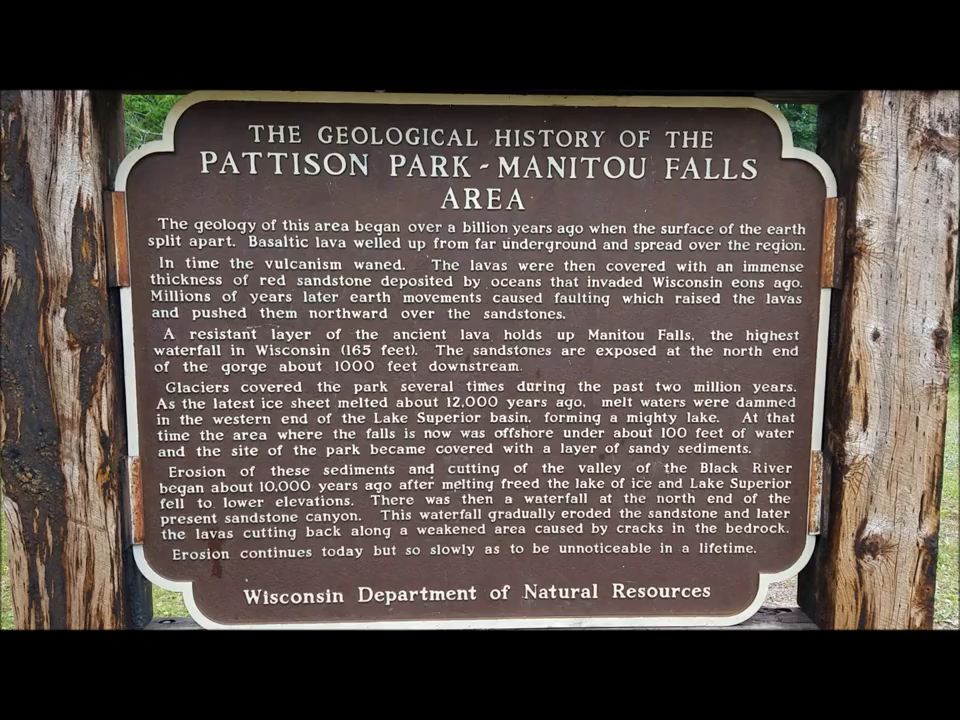 THE GEOLOGICAL HISTORY OF THE
PATTISON PARK - MANITOU FALLS
AREA
The geology of this area began over a billion years ago when the surface of the earth
split apart. Basaltic lava welled up from far underground and spread over the region.
In time the vulcanism waned. The lavas were then covered with an immense
thickness of red sandstone deposited by oceans that invaded Wisconsin eons ago.
Millions of years later earth movements caused faulting which raised the lavas
and pushed them northward over the sandstones.
A resistant layer of the ancient lava holds up Manitou Falls, the highest
waterfall in Wisconsin (165 feet). The sandstones are exposed at the north end
of the gorge about 1000 feet downstream.
Glaciers covered the park several times during the past two million years.
As the latest ice sheet melted about 12,000 years ago, melt waters were dammed
in the western end of the Lake Superior basin, forming a mighty lake. At that
time the area where the falls is now was offshore under about 100 feet of water
and the site of the park became covered with a layer of sandy sediments.
Erosion of these sediments and cutting of the valley of the Black River
began about 10,000 years ago after melting freed the lake of ice and Lake Superior
fell to lower elevations. There was then a waterfall at the north end of the
present sandstone canyon. This waterfall gradually eroded the sandstone and later
the lavas cutting back along a weakened area caused by cracks in the bedrock.
Erosion continues today but so slowly as to be unnoticeable in a lifetime.
Wisconsin Department of Natural Resources